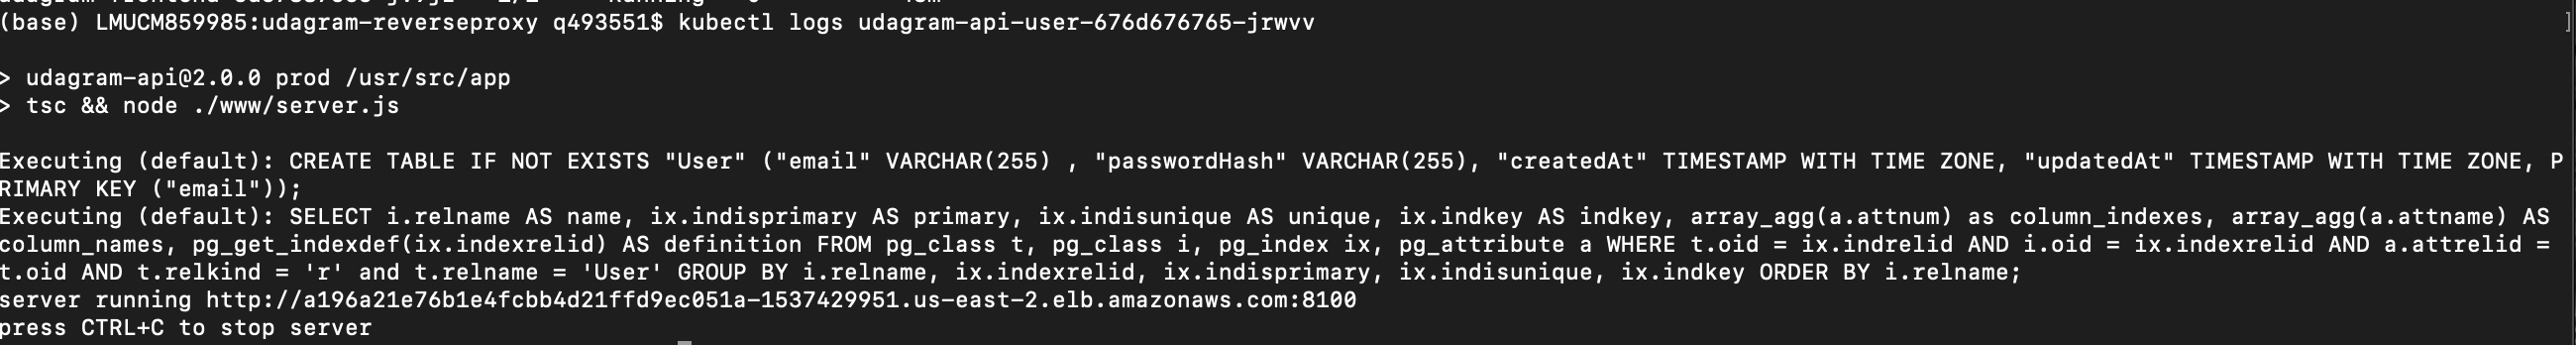 (base) LMUCM859985:udagram-reverseproxy q493551$ kubectl logs udagram-api-user-676d676765-jrwvv ]
> udagram-api@2.0.0 prod /usr/src/app
> tsc && node ./www/server.js
Executing (default): CREATE TABLE IF NOT EXISTS "User" ("email" VARCHAR(255) , "passwordHash" VARCHAR(255), "createdAt" TIMESTAMP WITH TIME ZONE, "updatedAt" TIMESTAMP WITH TIME ZONE, P
RIMARY KEY ("email"));
Executing (default): SELECT i.relname AS name, ix.indisprimary AS primary, ix.indisunique AS unique, ix.indkey AS indkey, array_agg(a.attnum) as column_indexes, array_agg(a.attname) AS
column_names, pg_get_indexdef(ix.indexrelid) AS definition FROM pg_class t, pg_class i, pg_index ix, pg_attribute a WHERE t.oid = ix.indrelid AND i.oid = ix.indexrelid AND a.attrelid =
t.oid AND t.relkind = 'r' and t.relname = 'User' GROUP BY i.relname, ix.indexrelid, ix.indisprimary, ix.indisunique, ix.indkey ORDER BY i.relname;
server running http://a196a21e76b1e4fcbb4d21ffd9ec051a-1537429951.us-east-2.elb.amazonaws.com:8100
press CTRL+C to stop server